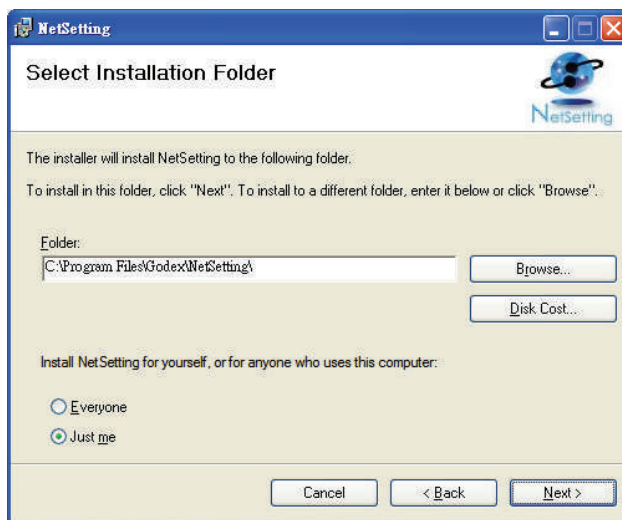 NetSetting
Select Installation Folder
NetSetting
The installer will install NetSetting to the following folder.
To install in this folder, click "Next". To install to a different folder, enter it below or click "Browse".
Folder:
C:\Program Files\Godex\NetSetting\
Browse...
Disk Cost...
Install NetSetting for yourself, or for anyone who uses this computer:
Everyone
Just me
Cancel
< Back
Next >